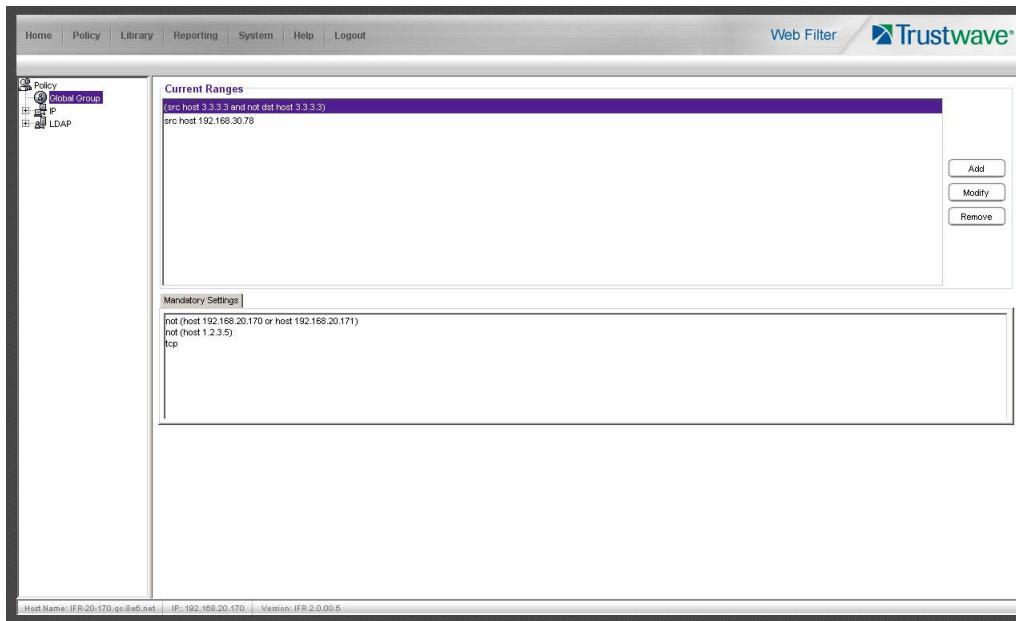 Home Policy Library Reporting System Help Logout
Web Filter
Trustwave®
Policy
Global Group
IP
LDAP
Current Ranges
(src host 3.3.3.3 and not dst host 3.3.3.3)
src host 192.168.30.78
Add
Modify
Remove
Mandatory Settings
not (host 192.168.20.170 or host 192.168.20.171)
not (host 1.2.3.5)
tcp
Host Name: IFR-20-170.qc.8e6.net IP: 192.168.20.170 Version: IFR 2.0.00.5